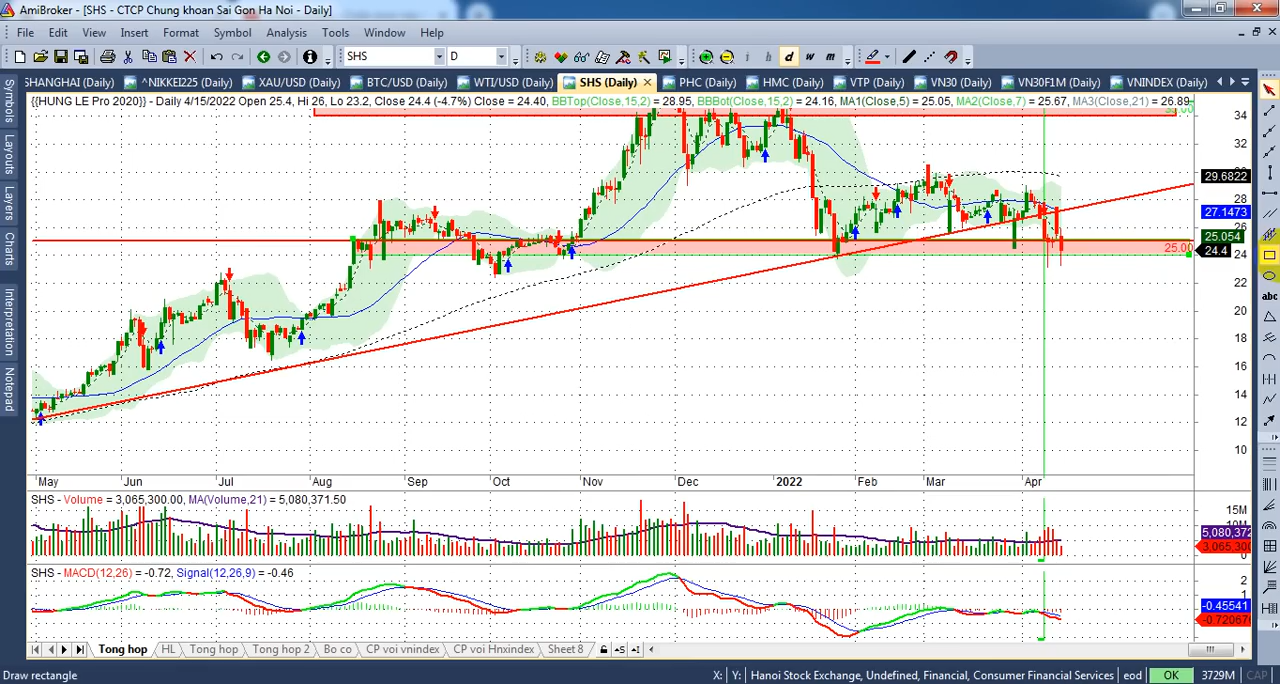 AmiBroker - [SHS - CTCP Chung khoan Sai Gon Ha Noi - Daily]
File Edit View Insert Format Symbol Analysis Tools Window Help
SHS D i h d w m
SHANGHAI (Daily) ^NIKKEI225 (Daily) XAU/USD (Daily) BTC/USD (Daily) WTI/USD (Daily) SHS (Daily) PHC (Daily) HMC (Daily) VTP (Daily) VN30 (Daily) VN30F1M (Daily) VNINDEX (Daily)
{{HUNG LE Pro 2020}} - Daily 4/15/2022 Open 25.4, Hi 26, Lo 23.2, Close 24.4 (-4.7%) Close = 24.40, BBTop(Close,15,2) = 28.95, BBBot(Close,15,2) = 24.16, MA1(Close,5) = 25.05, MA2(Close,7) = 25.67, MA3(Close,21) = 26.89
Symbols
Layouts
Layers
Charts
Interpretation
Notepad
34
32
29.6822
28
27.1473
26
25.054
25.00
24.4
24
22
20
18
16
14
12
10
abc
May Jun Jul Aug Sep Oct Nov Dec 2022 Feb Mar Apr
SHS - Volume = 3,065,300.00, MA(Volume,21) = 5,080,371.50
15M
10M
5,080,372
3,065,300
SHS - MACD(12,26) = -0.72, Signal(12,26,9) = -0.46
2
1
-0.45541
-0.72067
Tong hop HL Tong hop Tong hop 2 Bo co CP voi vnindex CP voi Hnxindex Sheet 8
Draw rectangle X: Y: Hanoi Stock Exchange, Undefined, Financial, Consumer Financial Services eod OK 3729M CAP